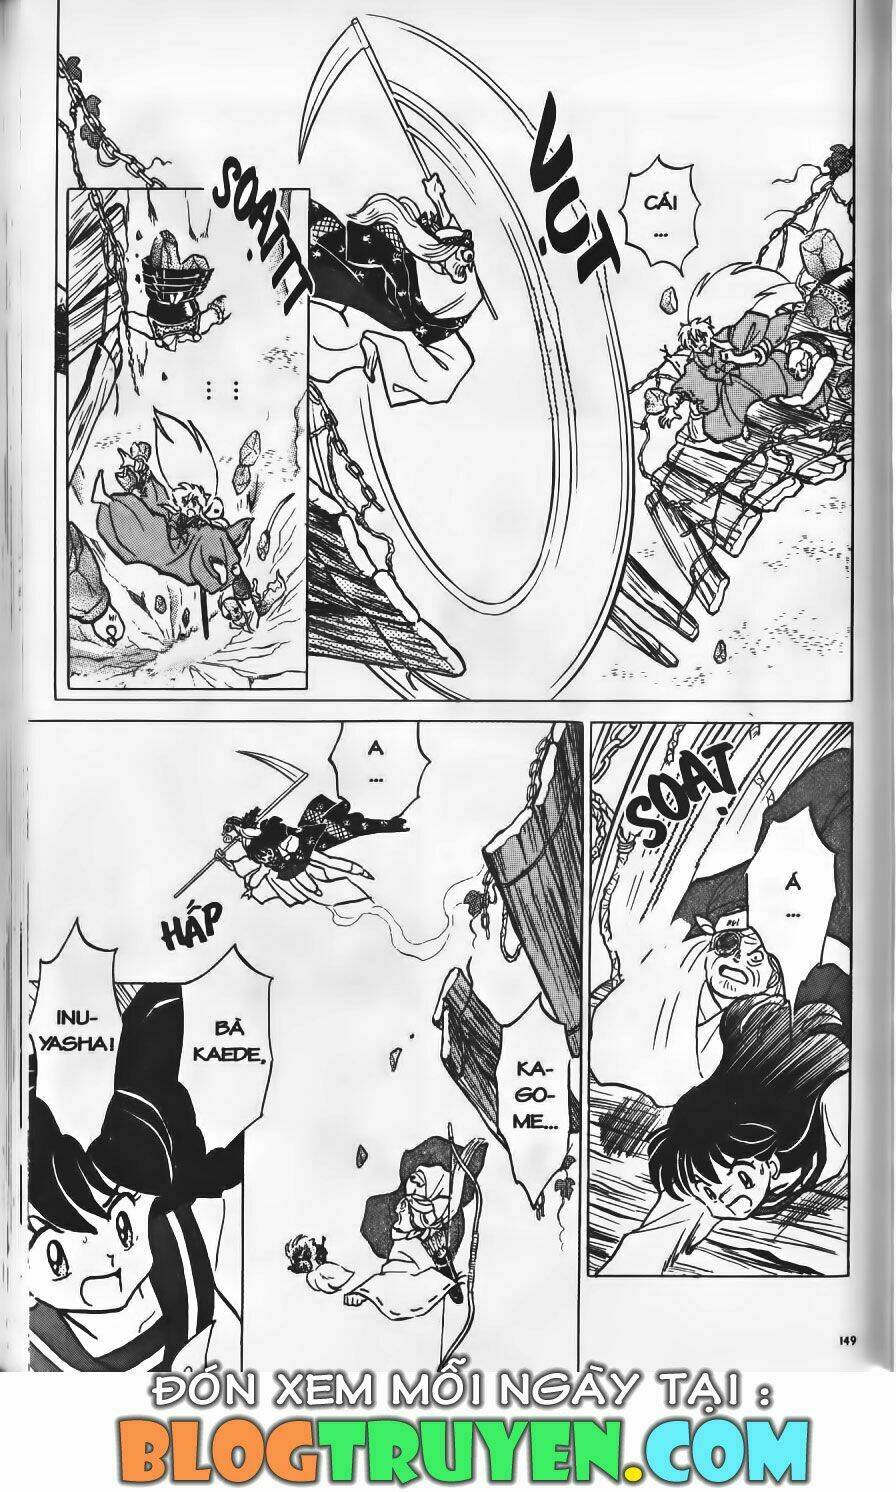 CÁI
...
VỤT
SOẠTTT
...
...
SOẠT
Á
...
A
...
KA-
GO-
ME...
HẤP
BÀ
KAEDE,
INU-
YASHA!
149
ĐÓN XEM MỖI NGÀY TẠI :
BLOGTRUYEN.COM